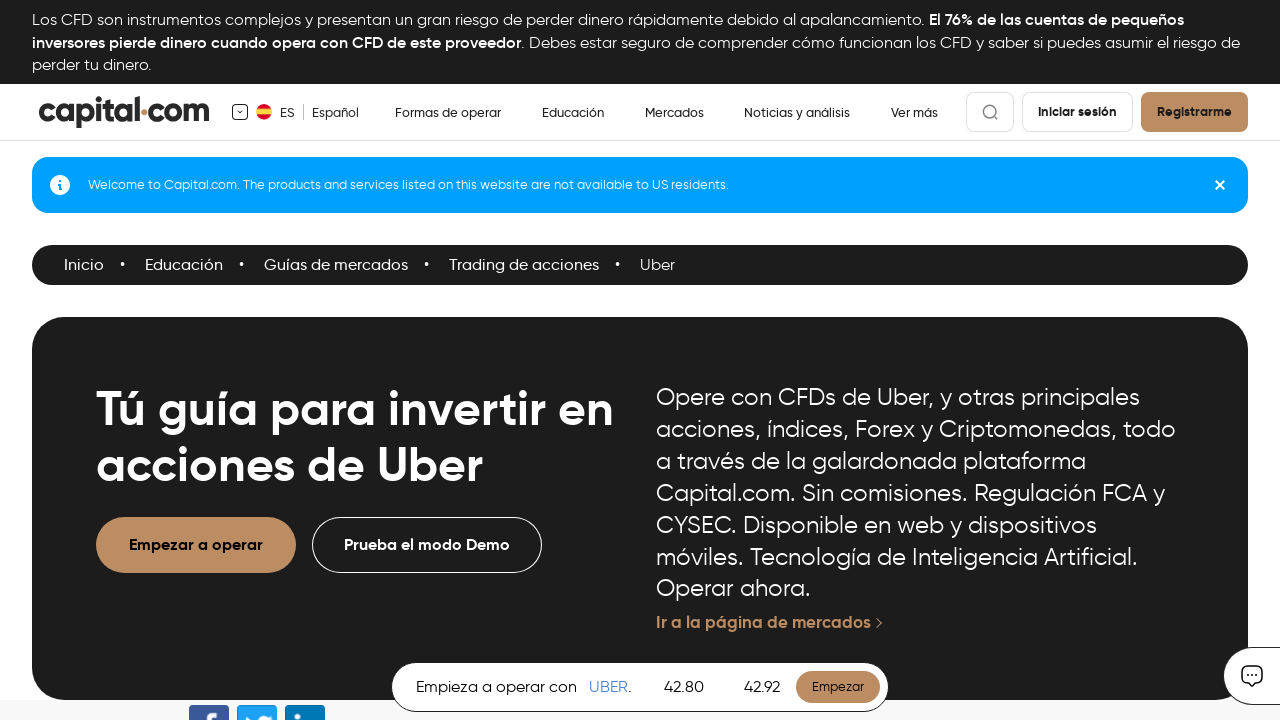 Los CFD son instrumentos complejos y presentan un gran riesgo de perder dinero rápidamente debido al apalancamiento. El 76% de las cuentas de pequeños
inversores pierde dinero cuando opera con CFD de este proveedor. Debes estar seguro de comprender cómo funcionan los CFD y saber si puedes asumir el riesgo de
perder tu dinero.
capital.com ES Español Formas de operar Educación Mercados Noticias y análisis Ver más Iniciar sesión Registrarme
Welcome to Capital.com. The products and services listed on this website are not available to US residents.
Inicio • Educación • Guías de mercados • Trading de acciones • Uber
Tú guía para invertir en
acciones de Uber
Empezar a operar Prueba el modo Demo
Opere con CFDs de Uber, y otras principales
acciones, índices, Forex y Criptomonedas, todo
a través de la galardonada plataforma
Capital.com. Sin comisiones. Regulación FCA y
CYSEC. Disponible en web y dispositivos
móviles. Tecnología de Inteligencia Artificial.
Operar ahora.
Ir a la página de mercados
Empieza a operar con UBER. 42.80 42.92 Empezar